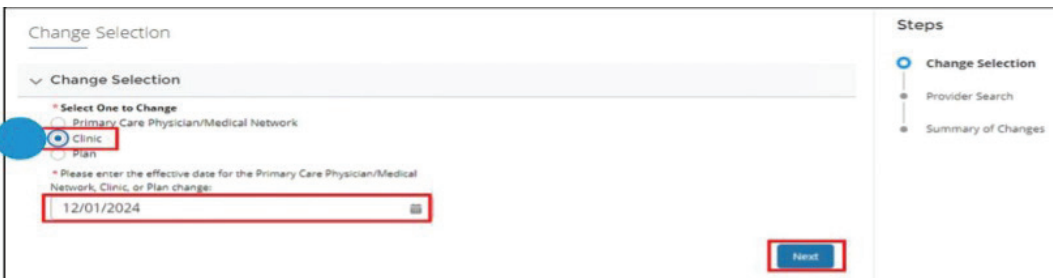 Change Selection
Change Selection
* Select One to Change
Primary Care Physician/Medical Network
Clinic
Plan
* Please enter the effective date for the Primary Care Physician/Medical
Network, Clinic, or Plan change:
12/01/2024
Next
Steps
Change Selection
Provider Search
Summary of Changes